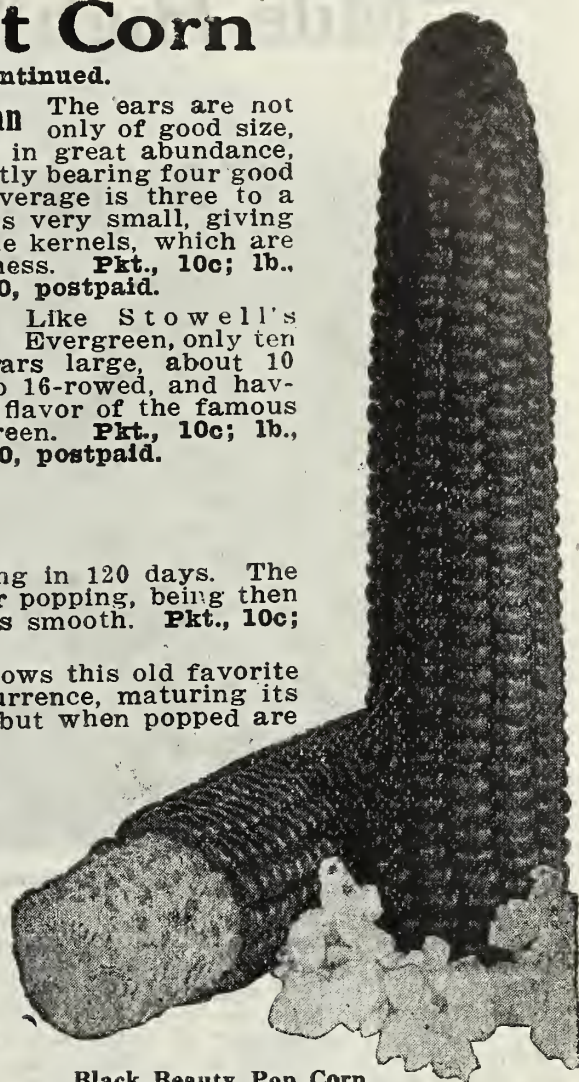 t Corn
ntinued.
an The ears are not
only of good size,
in great abundance,
tly bearing four good
verage is three to a
s very small, giving
e kernels, which are
ness. Pkt., 10c; lb.,
0, postpaid.
Like Stowell's
Evergreen, only ten
ars large, about 10
o 16-rowed, and hav-
flavor of the famous
reen. Pkt., 10c; lb.,
0, postpaid.
ng in 120 days. The
r popping, being then
s smooth. Pkt., 10c;
ows this old favorite
urrence, maturing its
but when popped are
Black Beauty Pop Corn